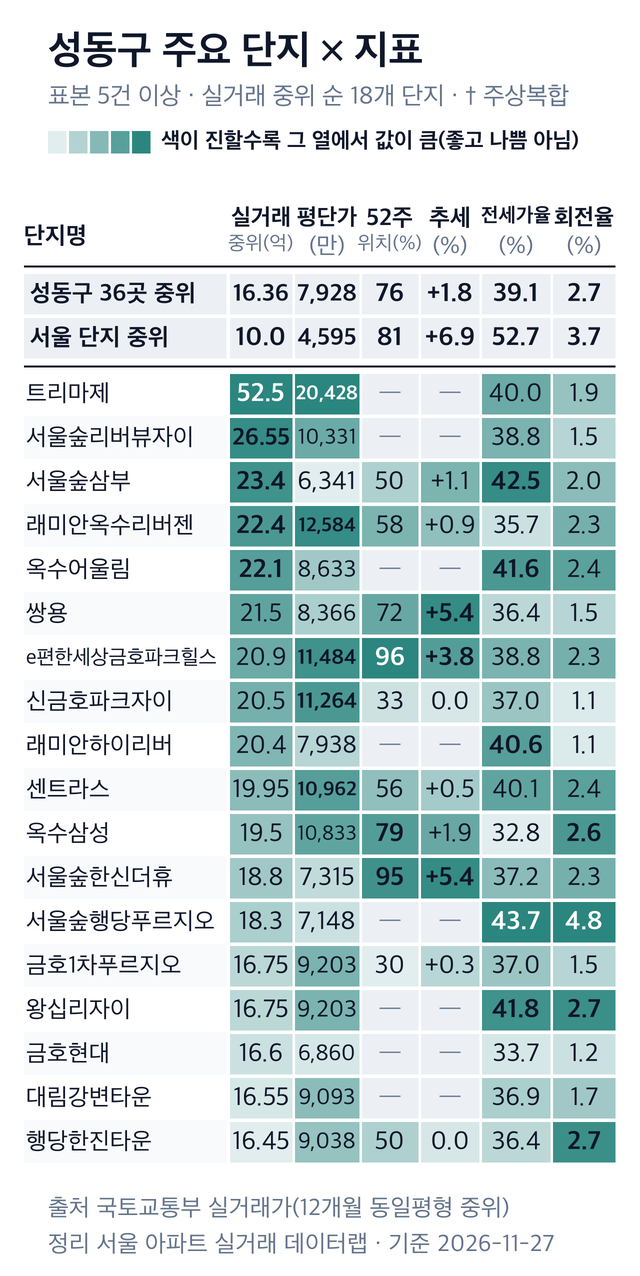 성동구 주요 단지 × 지표
표본 5건 이상 · 실거래 중위 순 18개 단지 · † 주상복합
색이 진할수록 그 열에서 값이 큼(좋고 나쁨 아님)
단지명 실거래 중위(억) 평단가 (만) 52주 위치(%) 추세 (%) 전세가율 (%) 회전율 (%)
성동구 36곳 중위 16.36 7,928 76 +1.8 39.1 2.7
서울 단지 중위 10.0 4,595 81 +6.9 52.7 3.7
트리마제 52.5 20,428 — — 40.0 1.9
서울숲리버뷰자이 26.55 10,331 — — 38.8 1.5
서울숲삼부 23.4 6,341 50 +1.1 42.5 2.0
래미안옥수리버젠 22.4 12,584 58 +0.9 35.7 2.3
옥수어울림 22.1 8,633 — — 41.6 2.4
쌍용 21.5 8,366 72 +5.4 36.4 1.5
e편한세상금호파크힐스 20.9 11,484 96 +3.8 38.8 2.3
신금호파크자이 20.5 11,264 33 0.0 37.0 1.1
래미안하이리버 20.4 7,938 — — 40.6 1.1
센트라스 19.95 10,962 56 +0.5 40.1 2.4
옥수삼성 19.5 10,833 79 +1.9 32.8 2.6
서울숲한신더휴 18.8 7,315 95 +5.4 37.2 2.3
서울숲행당푸르지오 18.3 7,148 — — 43.7 4.8
금호1차푸르지오 16.75 9,203 30 +0.3 37.0 1.5
왕십리자이 16.75 9,203 — — 41.8 2.7
금호현대 16.6 6,860 — — 33.7 1.2
대림강변타운 16.55 9,093 — — 36.9 1.7
행당한진타운 16.45 9,038 50 0.0 36.4 2.7
출처 국토교통부 실거래가(12개월 동일평형 중위)
정리 서울 아파트 실거래 데이터랩 · 기준 2026-11-27